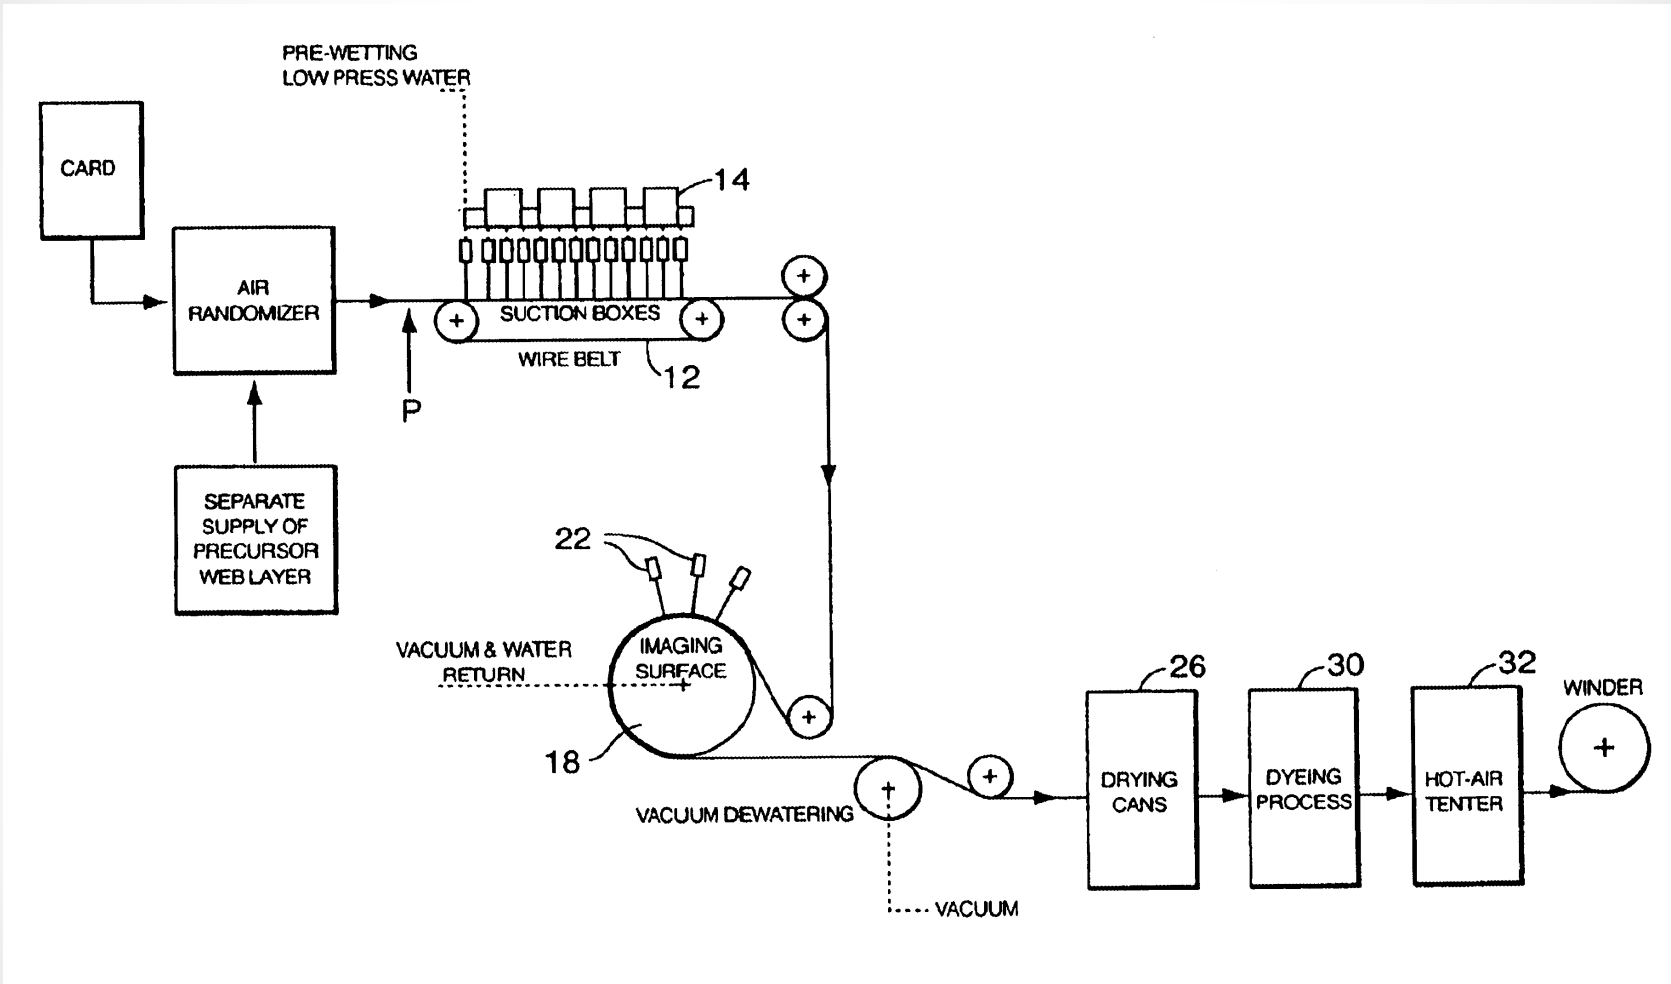 PRE-WETTING
LOW PRESS WATER
CARD
14
AIR
RANDOMIZER
SUCTION BOXES
WIRE BELT
12
P
SEPARATE
SUPPLY OF
PRECURSOR
WEB LAYER
22
IMAGING
SURFACE
VACUUM & WATER
RETURN
18
VACUUM DEWATERING
VACUUM
26
DRYING
CANS
30
DYEING
PROCESS
32
HOT-AIR
TENTER
WINDER